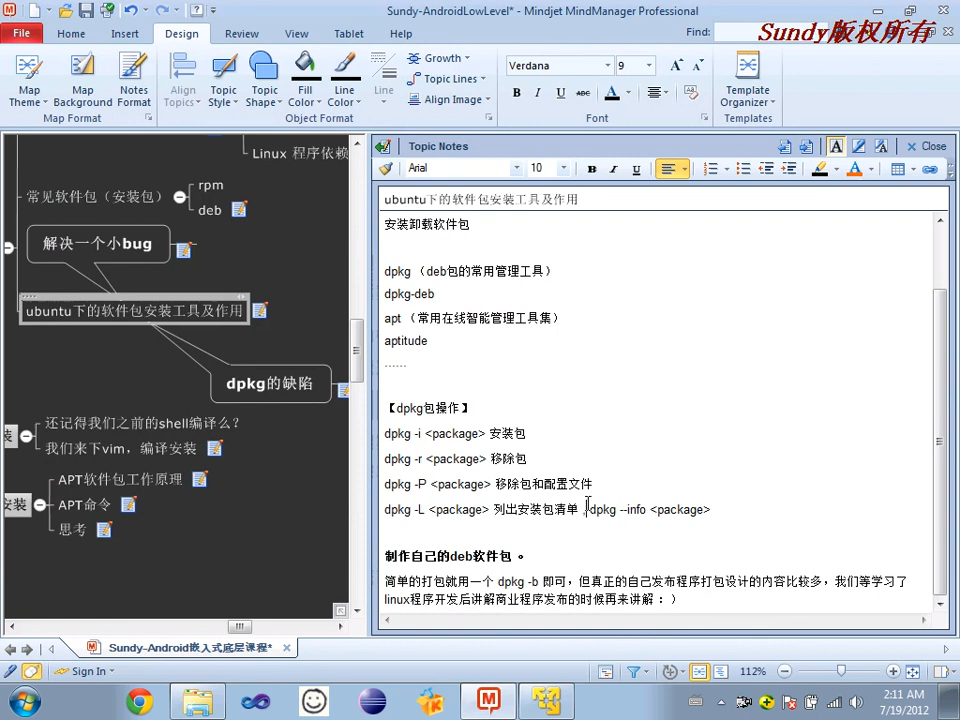 Sundy-AndroidLowLevel* - Mindjet MindManager Professional
File Home Insert Design Review View Tablet Help
Find:
Sundy版权所有
Map Theme
Map Background
Notes Format
Map Format
Align Topics
Topic Style
Topic Shape
Fill Color
Line Color
Line
Growth
Topic Lines
Align Image
Object Format
Verdana 9
B I U abc A
Font
Template Organizer
Templates
Linux 程序依赖
常见软件包（安装包）
rpm
deb
解决一个小bug
ubuntu下的软件包安装工具及作用
dpkg的缺陷
还记得我们之前的shell编译么?
装
我们来下vim，编译安装
APT软件包工作原理
安装
APT命令
思考
Topic Notes
Close
Arial 10 B I U
ubuntu下的软件包安装工具及作用
安装卸载软件包
dpkg （deb包的常用管理工具）
dpkg-deb
apt （常用在线智能管理工具集）
aptitude
......
【dpkg包操作】
dpkg -i <package> 安装包
dpkg -r <package> 移除包
dpkg -P <package> 移除包和配置文件
dpkg -L <package> 列出安装包清单 , dpkg --info <package>
制作自己的deb软件包 。
简单的打包就用一个 dpkg -b 即可，但真正的自己发布程序打包设计的内容比较多，我们等学习了
linux程序开发后讲解商业程序发布的时候再来讲解 ：）
Sundy-Android嵌入式底层课程*
Sign In
112%
2:11 AM
7/19/2012